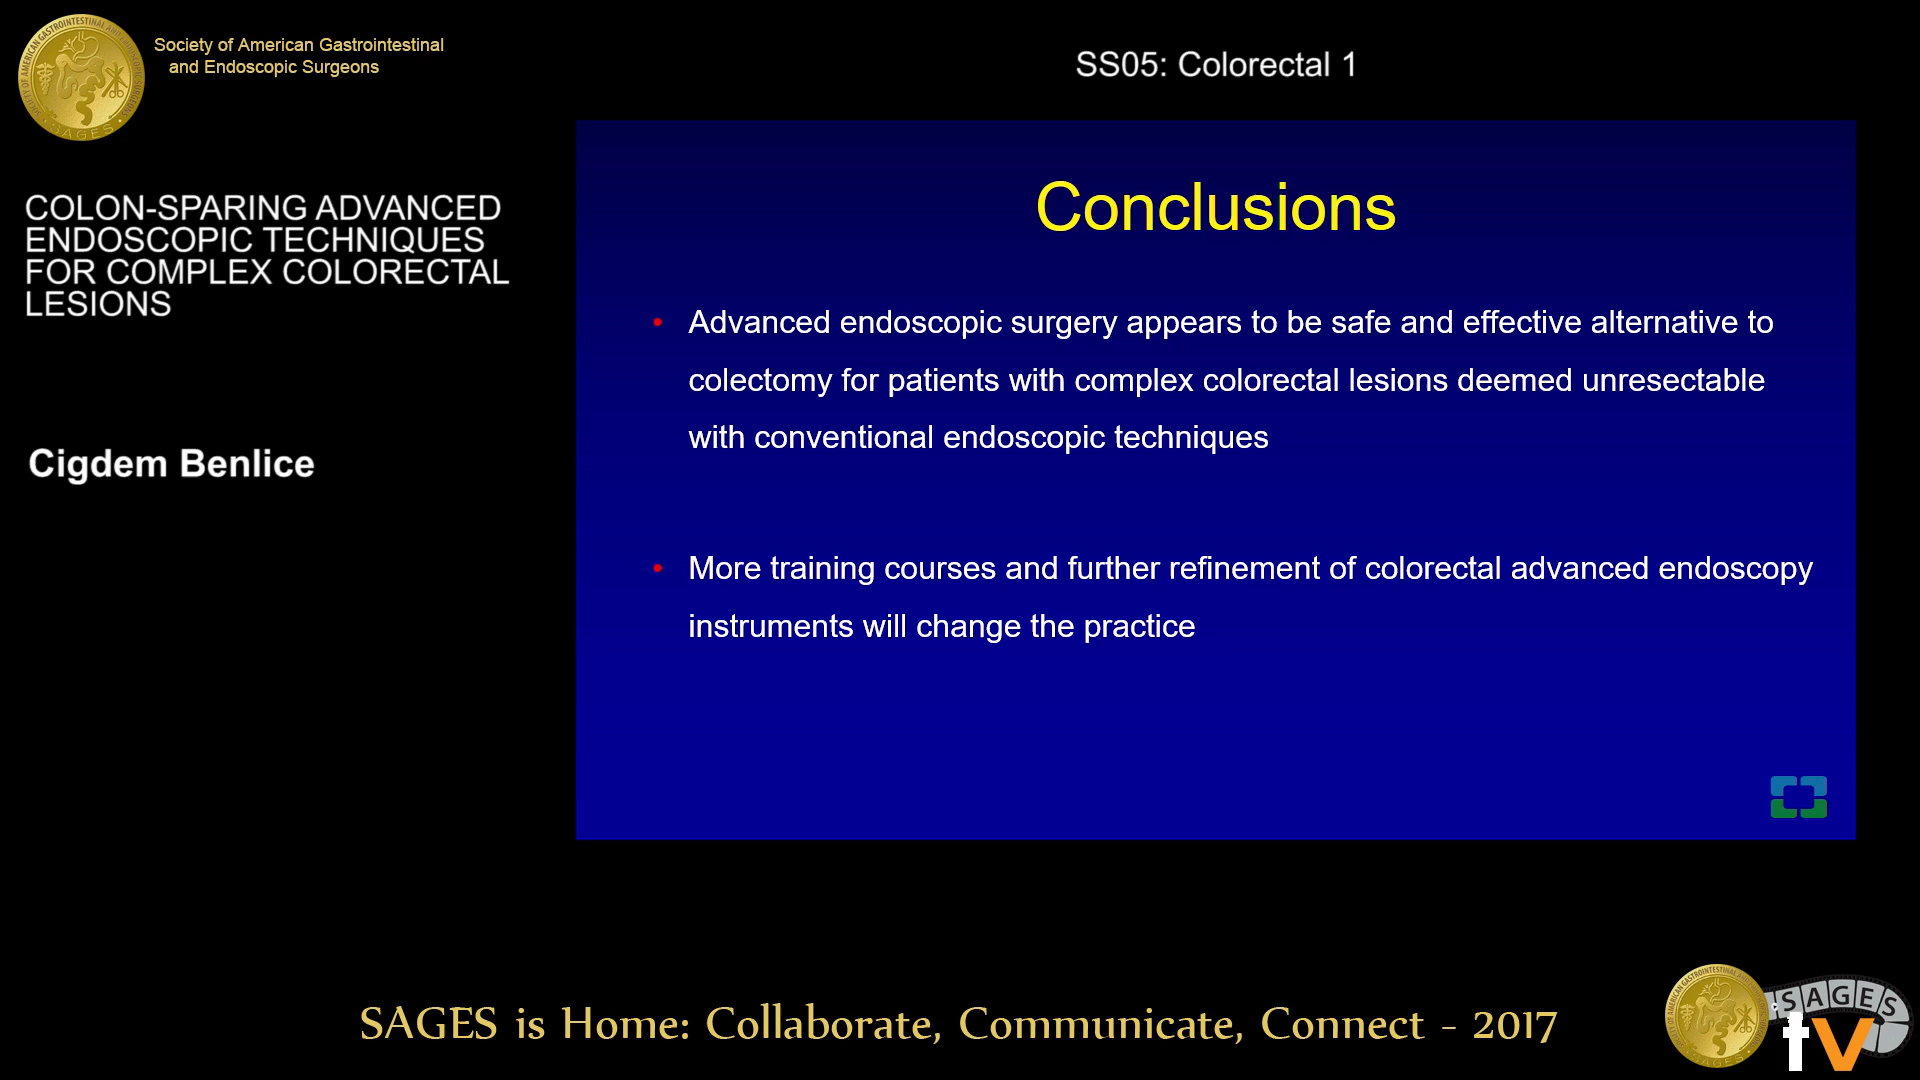 Society of American Gastrointestinal
and Endoscopic Surgeons
SS05: Colorectal 1
COLON-SPARING ADVANCED
ENDOSCOPIC TECHNIQUES
FOR COMPLEX COLORECTAL
LESIONS
Cigdem Benlice
Conclusions
• Advanced endoscopic surgery appears to be safe and effective alternative to
colectomy for patients with complex colorectal lesions deemed unresectable
with conventional endoscopic techniques
• More training courses and further refinement of colorectal advanced endoscopy
instruments will change the practice
SAGES is Home: Collaborate, Communicate, Connect - 2017
SAGES
tv